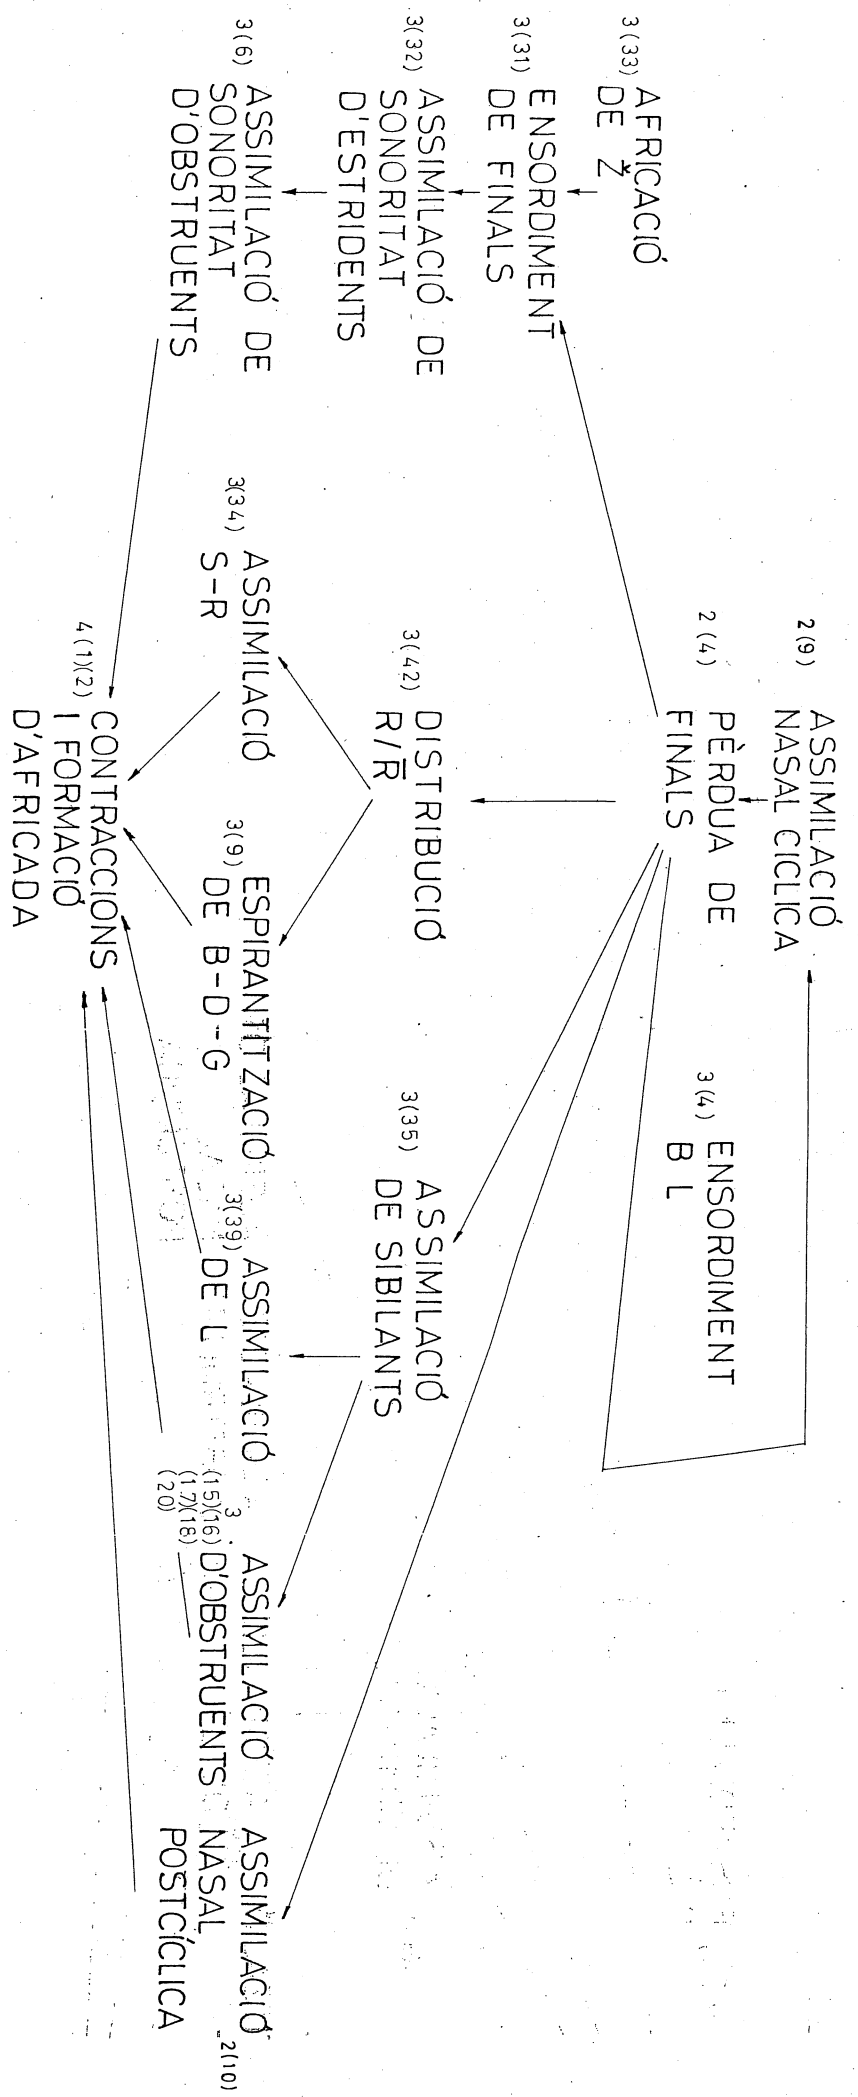 2(9) ASSIMILACIÓ
NASAL CICLICA
2(4) PÈRDUA DE
FINALS
3(4) ENSORDIMENT
B L
3(33) AFRICACIÓ
DE Ž
3(31) ENSORDIMENT
DE FINALS
3(32) ASSIMILACIÓ DE
SONORITAT
D'ESTRIDENTS
3(42) DISTRIBUCIÓ
R/R̅
3(35) ASSIMILACIÓ
DE SIBILANTS
3(6) ASSIMILACIÓ DE
SONORITAT
D'OBSTRUENTS
3(34) ASSIMILACIÓ
S-R
3(9) ESPIRANTITZACIÓ
DE B-D-G
3(39) ASSIMILACIÓ
DE L
3 ASSIMILACIÓ
(15)(16) D'OBSTRUENTS
(17)(18)
(20)
ASSIMILACIÓ 2(10)
NASAL
POSTCÍCLICA
4(1)(2) CONTRACCIONS
I FORMACIÓ
D'AFRICADA